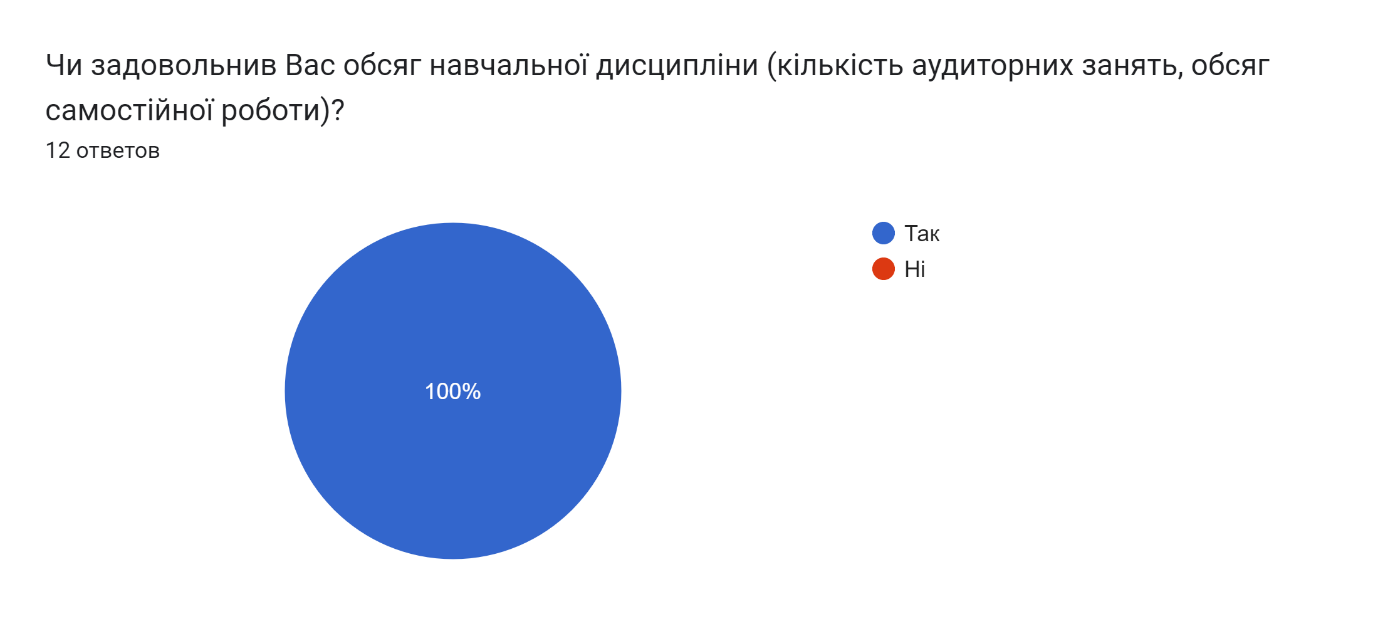 Чи задовольнив Вас обсяг навчальної дисципліни (кількість аудиторних занять, обсяг
самостійної роботи)?
12 ответов
Так
Ні
100%